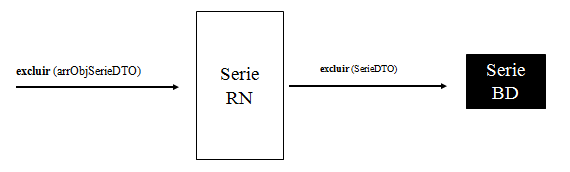 excluir (arrObjSerieDTO)
Serie
RN
excluir (SerieDTO)
Serie
BD